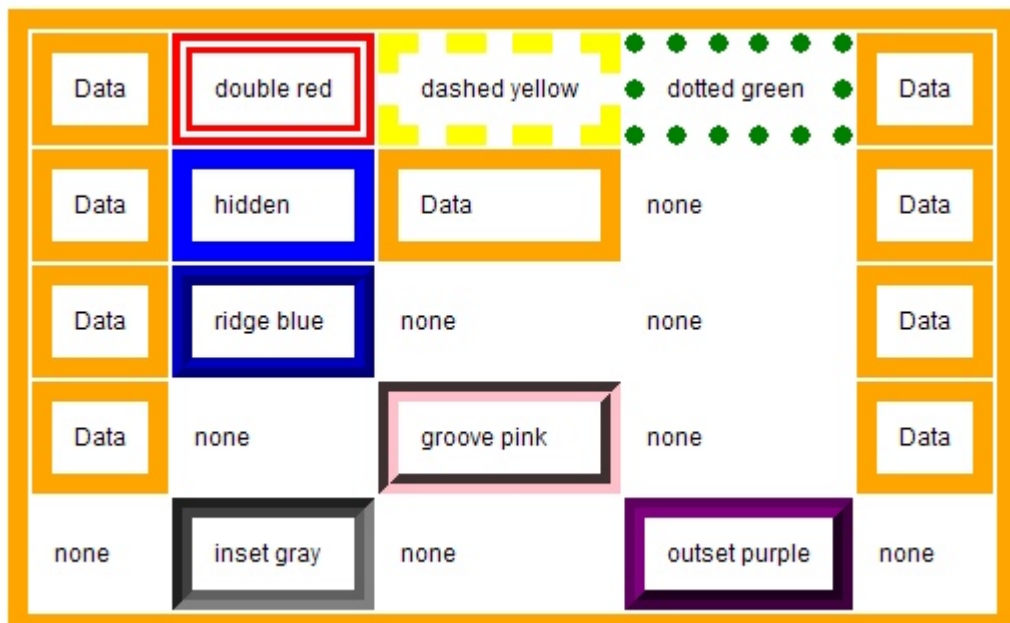 Data double red dashed yellow dotted green Data
Data hidden Data none Data
Data ridge blue none none Data
Data none groove pink none Data
none inset gray none outset purple none